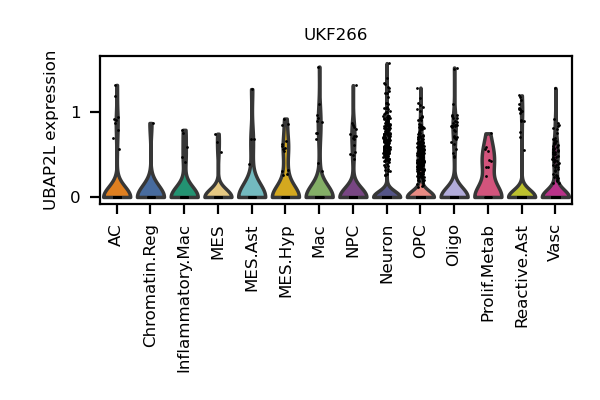 UKF266
UBAP2L expression
1
0
AC
Chromatin.Reg
Inflammatory.Mac
MES
MES.Ast
MES.Hyp
Mac
NPC
Neuron
OPC
Oligo
Prolif.Metab
Reactive.Ast
Vasc